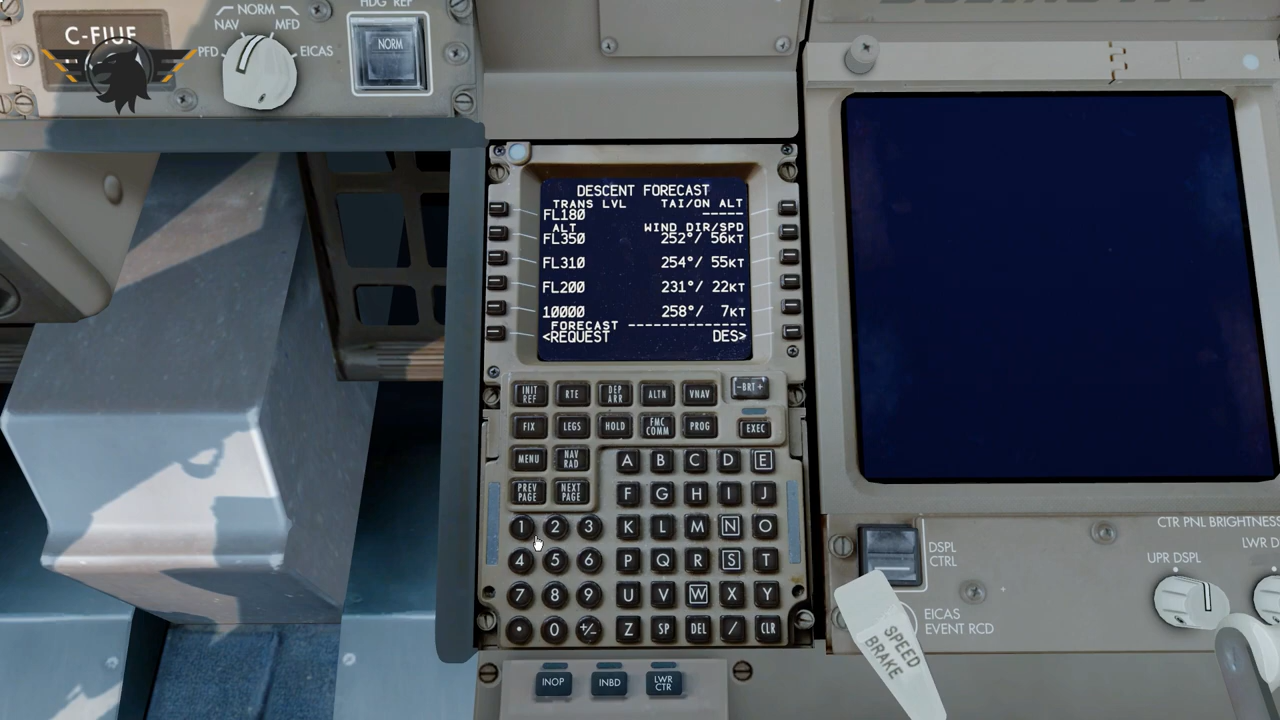 C-FIUF
NORM
NAV
MFD
PFD
EICAS
HDG REF
NORM
DESCENT FORECAST
TRANS LVL TAI/ON ALT
FL180 -----
ALT WIND DIR/SPD
FL350 252°/ 56KT
FL310 254°/ 55KT
FL200 231°/ 22KT
10000 258°/ 7KT
FORECAST --------------
<REQUEST DES>
INIT REF
RTE
DEP ARR
ALTN
VNAV
-BRT+
FIX
LEGS
HOLD
FMC COMM
PROG
EXEC
MENU
NAV RAD
PREV PAGE
NEXT PAGE
A B C D E
F G H I J
1 2 3 K L M N O
4 5 6 P Q R S T
7 8 9 U V W X Y
. 0 +/- Z SP DEL / CLR
INOP
INBD
LWR CTR
DSPL CTRL
EICAS EVENT RCD
CTR PNL BRIGHTNESS
UPR DSPL
LWR D
SPEED BRAKE